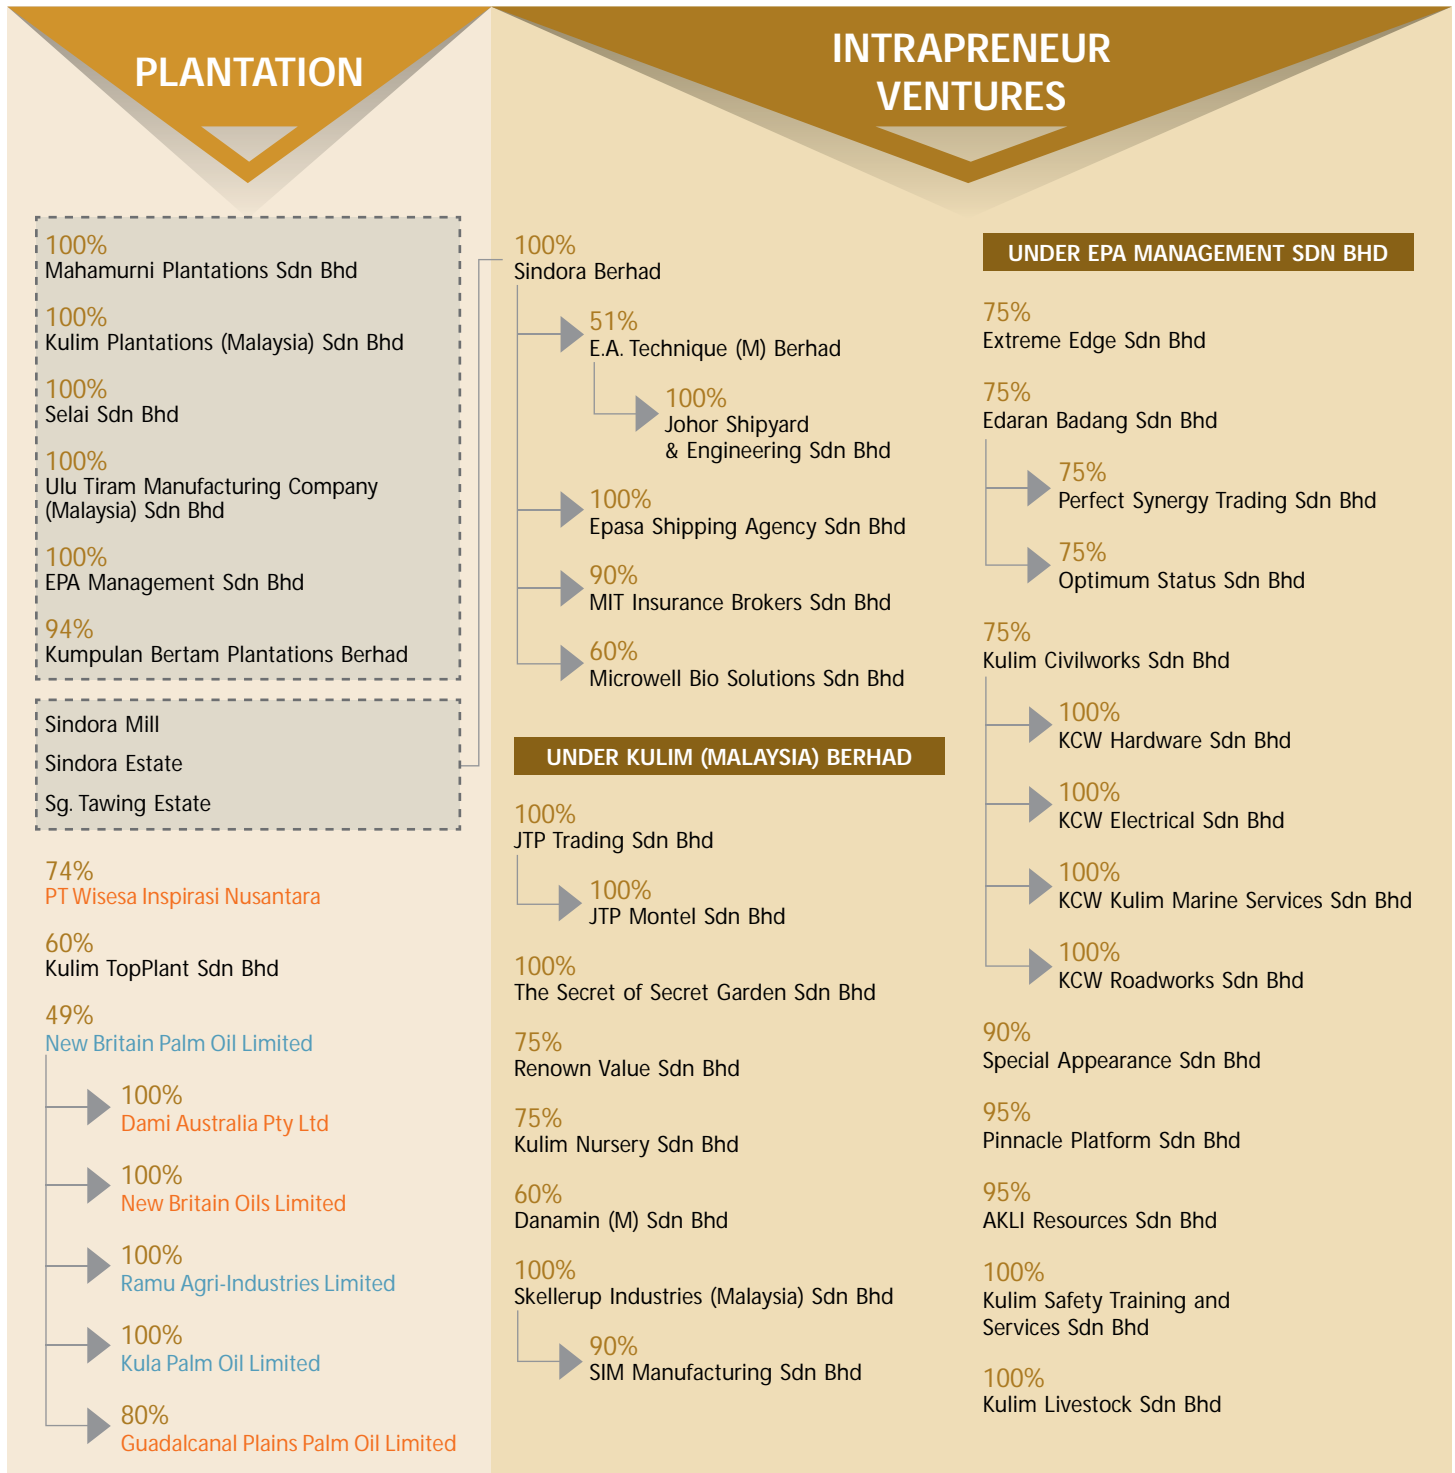 PLANTATION
100%
Mahamurni Plantations Sdn Bhd
100%
Kulim Plantations (Malaysia) Sdn Bhd
100%
Selai Sdn Bhd
100%
Ulu Tiram Manufacturing Company
(Malaysia) Sdn Bhd
100%
EPA Management Sdn Bhd
94%
Kumpulan Bertam Plantations Berhad
Sindora Mill
Sindora Estate
Sg. Tawing Estate
74%
PT Wisesa Inspirasi Nusantara
60%
Kulim TopPlant Sdn Bhd
49%
New Britain Palm Oil Limited
100%
Dami Australia Pty Ltd
100%
New Britain Oils Limited
100%
Ramu Agri-Industries Limited
100%
Kula Palm Oil Limited
80%
Guadalcanal Plains Palm Oil Limited
INTRAPRENEUR
VENTURES
100%
Sindora Berhad
51%
E.A. Technique (M) Berhad
100%
Johor Shipyard
& Engineering Sdn Bhd
100%
Epasa Shipping Agency Sdn Bhd
90%
MIT Insurance Brokers Sdn Bhd
60%
Microwell Bio Solutions Sdn Bhd
UNDER KULIM (MALAYSIA) BERHAD
100%
JTP Trading Sdn Bhd
100%
JTP Montel Sdn Bhd
100%
The Secret of Secret Garden Sdn Bhd
75%
Renown Value Sdn Bhd
75%
Kulim Nursery Sdn Bhd
60%
Danamin (M) Sdn Bhd
100%
Skellerup Industries (Malaysia) Sdn Bhd
90%
SIM Manufacturing Sdn Bhd
UNDER EPA MANAGEMENT SDN BHD
75%
Extreme Edge Sdn Bhd
75%
Edaran Badang Sdn Bhd
75%
Perfect Synergy Trading Sdn Bhd
75%
Optimum Status Sdn Bhd
75%
Kulim Civilworks Sdn Bhd
100%
KCW Hardware Sdn Bhd
100%
KCW Electrical Sdn Bhd
100%
KCW Kulim Marine Services Sdn Bhd
100%
KCW Roadworks Sdn Bhd
90%
Special Appearance Sdn Bhd
95%
Pinnacle Platform Sdn Bhd
95%
AKLI Resources Sdn Bhd
100%
Kulim Safety Training and
Services Sdn Bhd
100%
Kulim Livestock Sdn Bhd